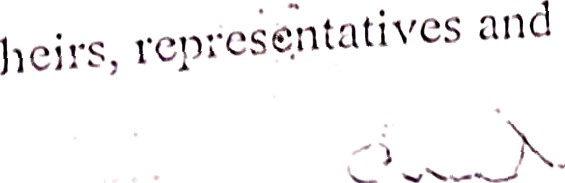 heirs, representatives and